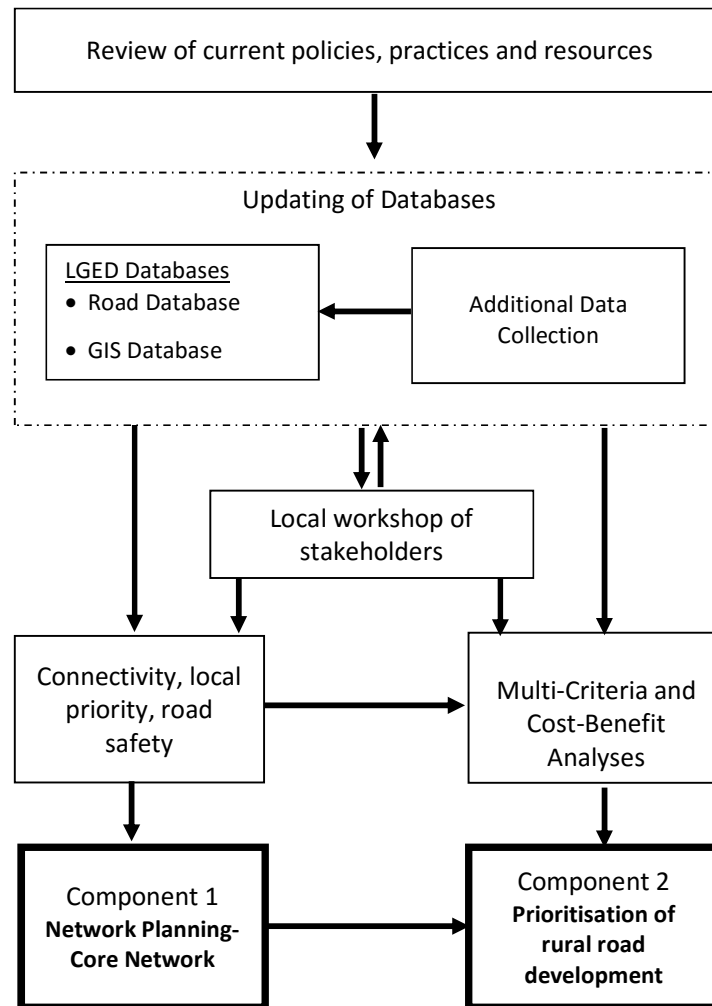 Review of current policies, practices and resources
Updating of Databases
LGED Databases
• Road Database
• GIS Database
Additional Data
Collection
Local workshop of
stakeholders
Connectivity, local
priority, road
safety
Multi-Criteria and
Cost-Benefit
Analyses
Component 1
Network Planning-
Core Network
Component 2
Prioritisation of
rural road
development